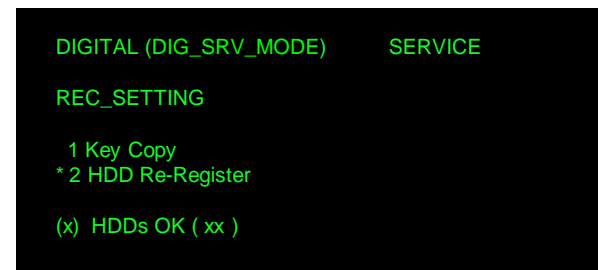 DIGITAL (DIG_SRV_MODE) SERVICE
REC_SETTING
1 Key Copy
* 2 HDD Re-Register
(x) HDDs OK ( xx )